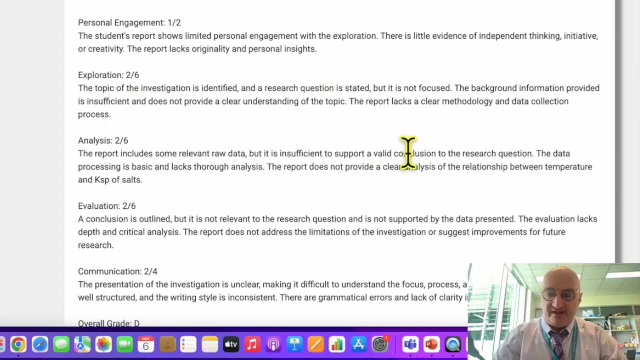 Personal Engagement: 1/2
The student's report shows limited personal engagement with the exploration. There is little evidence of independent thinking, initiative,
or creativity. The report lacks originality and personal insights.
Exploration: 2/6
The topic of the investigation is identified, and a research question is stated, but it is not focused. The background information provided
is insufficient and does not provide a clear understanding of the topic. The report lacks a clear methodology and data collection
process.
Analysis: 2/6
The report includes some relevant raw data, but it is insufficient to support a valid conclusion to the research question. The data
processing is basic and lacks thorough analysis. The report does not provide a clear analysis of the relationship between temperature
and Ksp of salts.
Evaluation: 2/6
A conclusion is outlined, but it is not relevant to the research question and is not supported by the data presented. The evaluation lacks
depth and critical analysis. The report does not address the limitations of the investigation or suggest improvements for future
research.
Communication: 2/4
The presentation of the investigation is unclear, making it difficult to understand the focus, process, a
well structured, and the writing style is inconsistent. There are grammatical errors and lack of clarity i
Overall Grade: D
NOV
6
tv